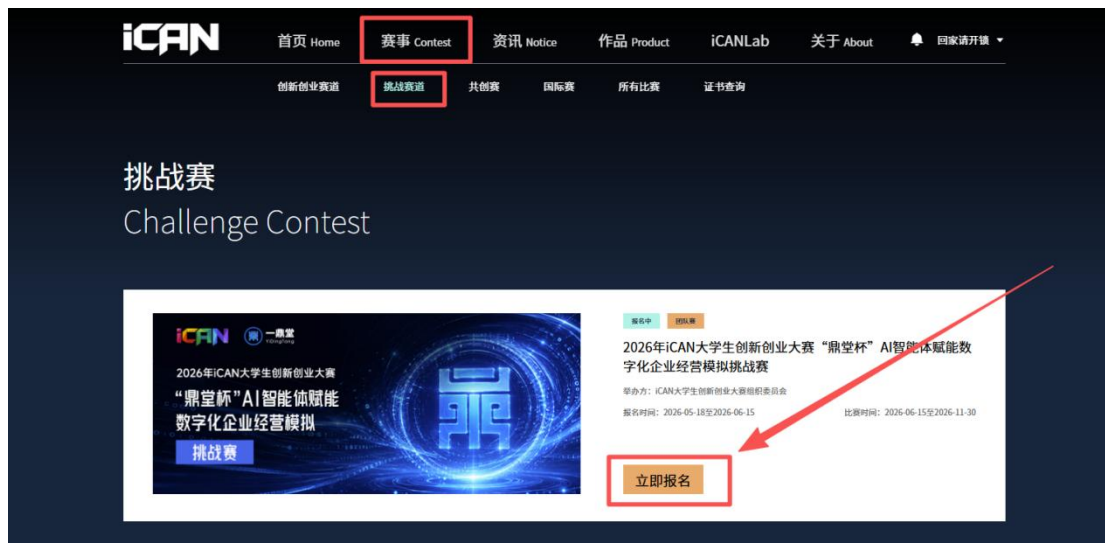 iCAN 首页 Home 赛事 Contest 资讯 Notice 作品 Product iCANLab 关于 About 回家请开锁
创新创业赛道 挑战赛道 共创赛 国际赛 所有比赛 证书查询
挑战赛
Challenge Contest
iCAN 一鼎堂
2026年iCAN大学生创新创业大赛
“鼎堂杯”AI智能体赋能
数字化企业经营模拟
挑战赛
报名中 团队赛
2026年iCAN大学生创新创业大赛“鼎堂杯”AI智能体赋能数
字化企业经营模拟挑战赛
举办方：iCAN大学生创新创业大赛组织委员会
报名时间：2026-05-18至2026-06-15 比赛时间：2026-06-15至2026-11-30
立即报名